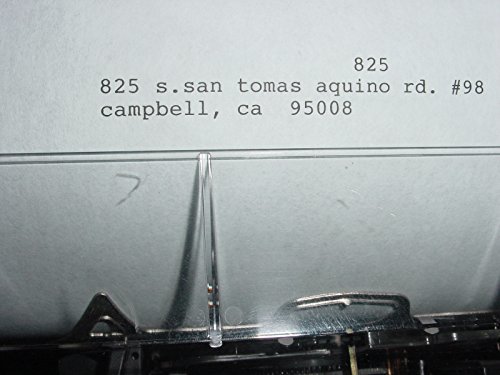 825
825 s.san tomas aquino rd. #98
campbell, ca  95008